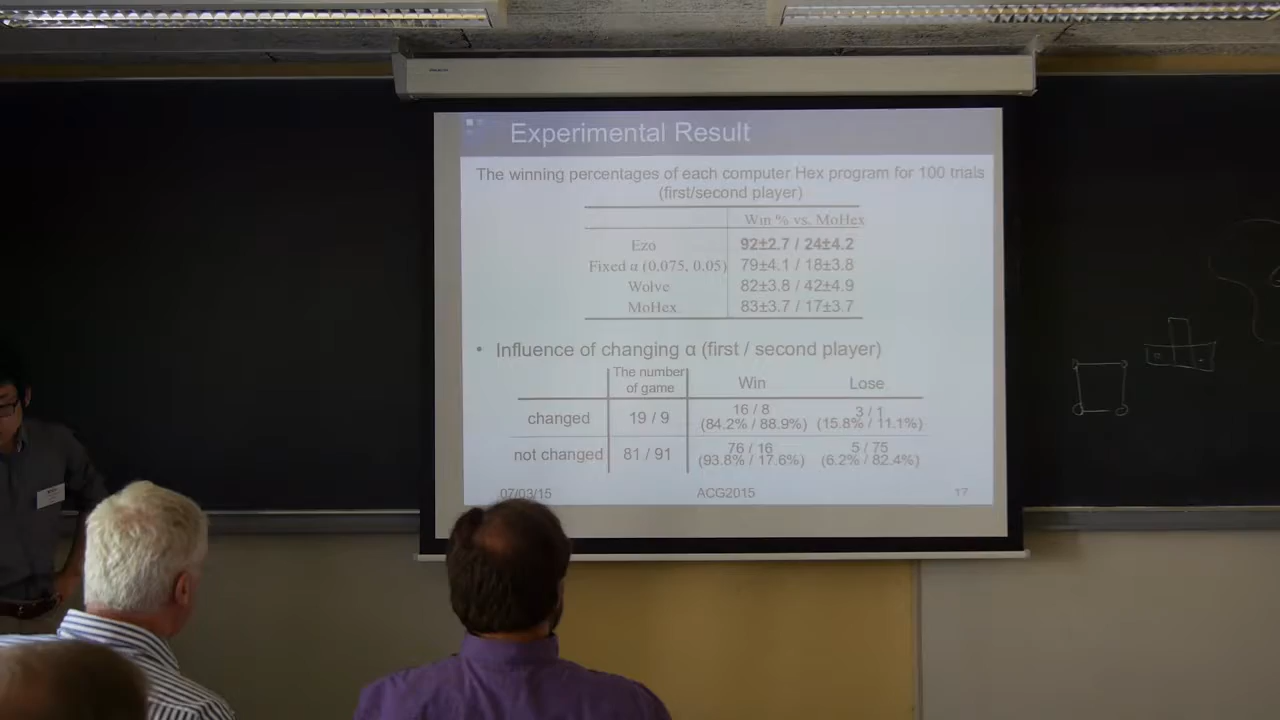 Experimental Result
The winning percentages of each computer Hex program for 100 trials
(first/second player)
Win % vs. MoHex
Ezo 92±2.7 / 24±4.2
Fixed α (0.075, 0.05) 79±4.1 / 18±3.8
Wolve 82±3.8 / 42±4.9
MoHex 83±3.7 / 17±3.7
• Influence of changing α (first / second player)
The number
of game Win Lose
changed 19 / 9 16 / 8 3 / 1
(84.2% / 88.9%) (15.8% / 11.1%)
not changed 81 / 91 76 / 16 5 / 75
(93.8% / 17.6%) (6.2% / 82.4%)
07/03/15 ACG2015 17